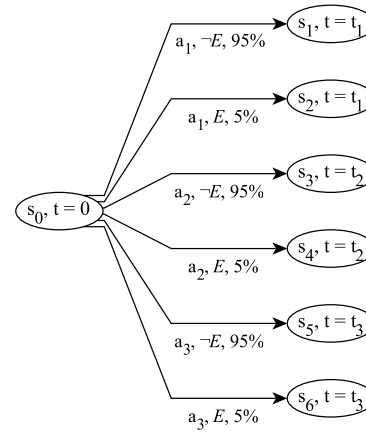 s₁, t = t₁
a₁, ¬E, 95%
s₂, t = t₁
a₁, E, 5%
s₃, t = t₂
a₂, ¬E, 95%
s₀, t = 0
s₄, t = t₂
a₂, E, 5%
s₅, t = t₃
a₃, ¬E, 95%
s₆, t = t₃
a₃, E, 5%